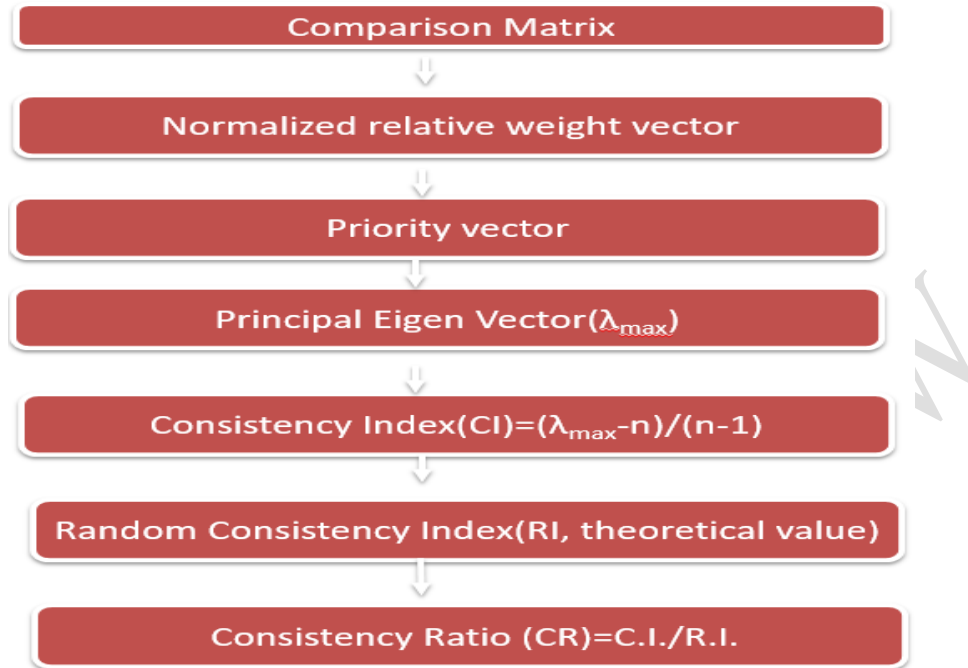 Comparison Matrix
Normalized relative weight vector
Priority vector
Principal Eigen Vector(λmax)
Consistency Index(CI)=(λmax-n)/(n-1)
Random Consistency Index(RI, theoretical value)
Consistency Ratio (CR)=C.I./R.I.
W